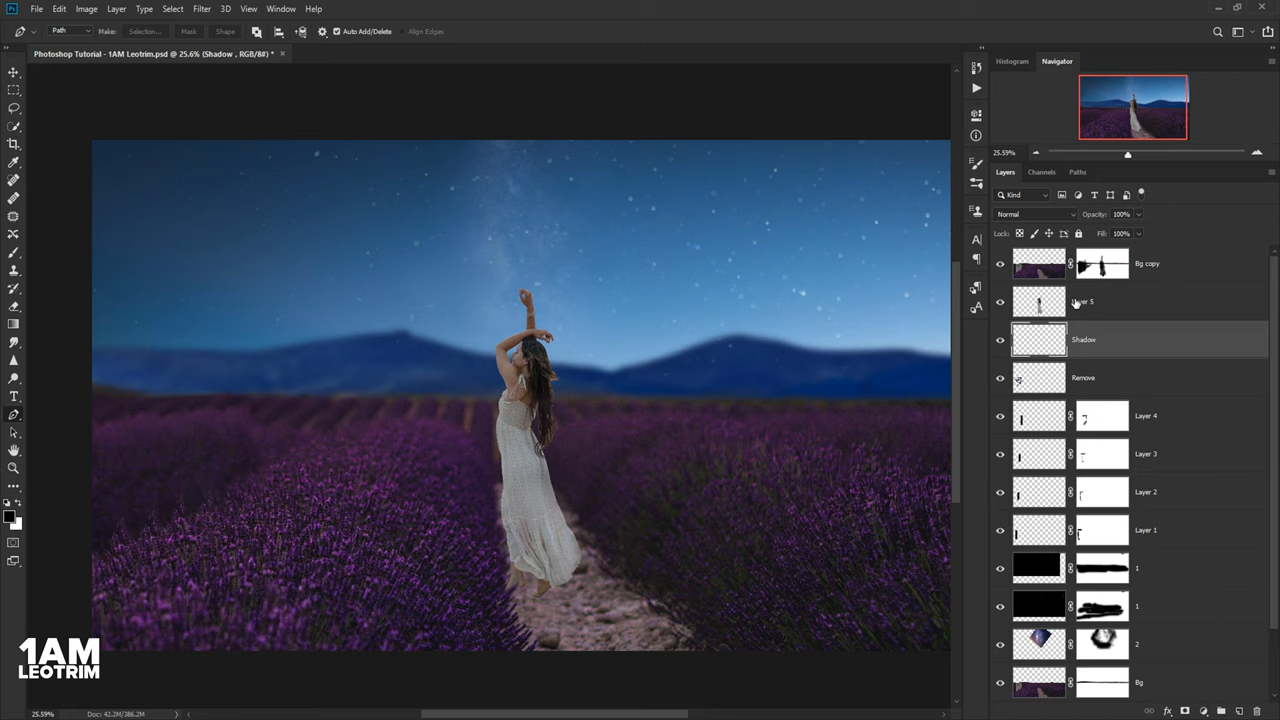 Ps File Edit Image Layer Type Select Filter 3D View Window Help
Path Make: Selection... Mask Shape Auto Add/Delete Align Edges
Photoshop Tutorial - 1AM Leotrim.psd @ 25.6% (Shadow , RGB/8#) *
Histogram Navigator
25.59%
Layers Channels Paths
Kind
Normal Opacity: 100%
Lock: Fill: 100%
Bg copy
Shadow
Remove
Layer 4
Layer 3
Layer 2
Layer 1
1
1
2
Bg
1AM
LEOTRIM
25.59% Doc: 42.2M/386.2M